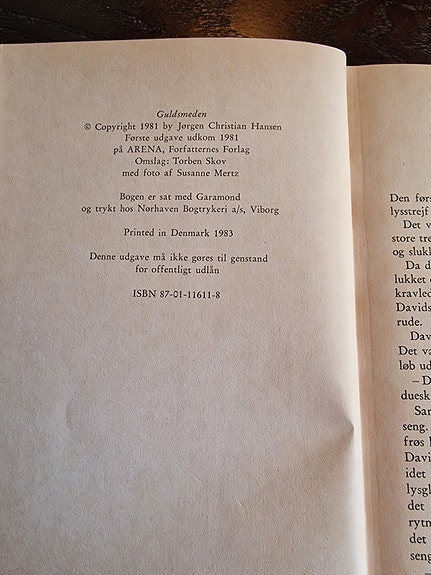 Guldsmeden
© Copyright 1981 by Jørgen Christian Hansen
Første udgave udkom 1981
på ARENA, Forfatternes Forlag
Omslag: Torben Skov
med foto af Susanne Mertz
Bogen er sat med Garamond
og trykt hos Nørhaven Bogtrykeri a/s, Viborg
Printed in Denmark 1983
Denne udgave må ikke gøres til genstand
for offentligt udlån
ISBN 87-01-11611-8
Den førs
lysstrejf
Det v
store tre
og slukk
Da d
lukket
kravled
Davids
rude.
Dav
Det va
løb ud
– D
duesk
Sar
seng.
frøs
Davi
idet
lysgl
det
rytn
det
seng
–